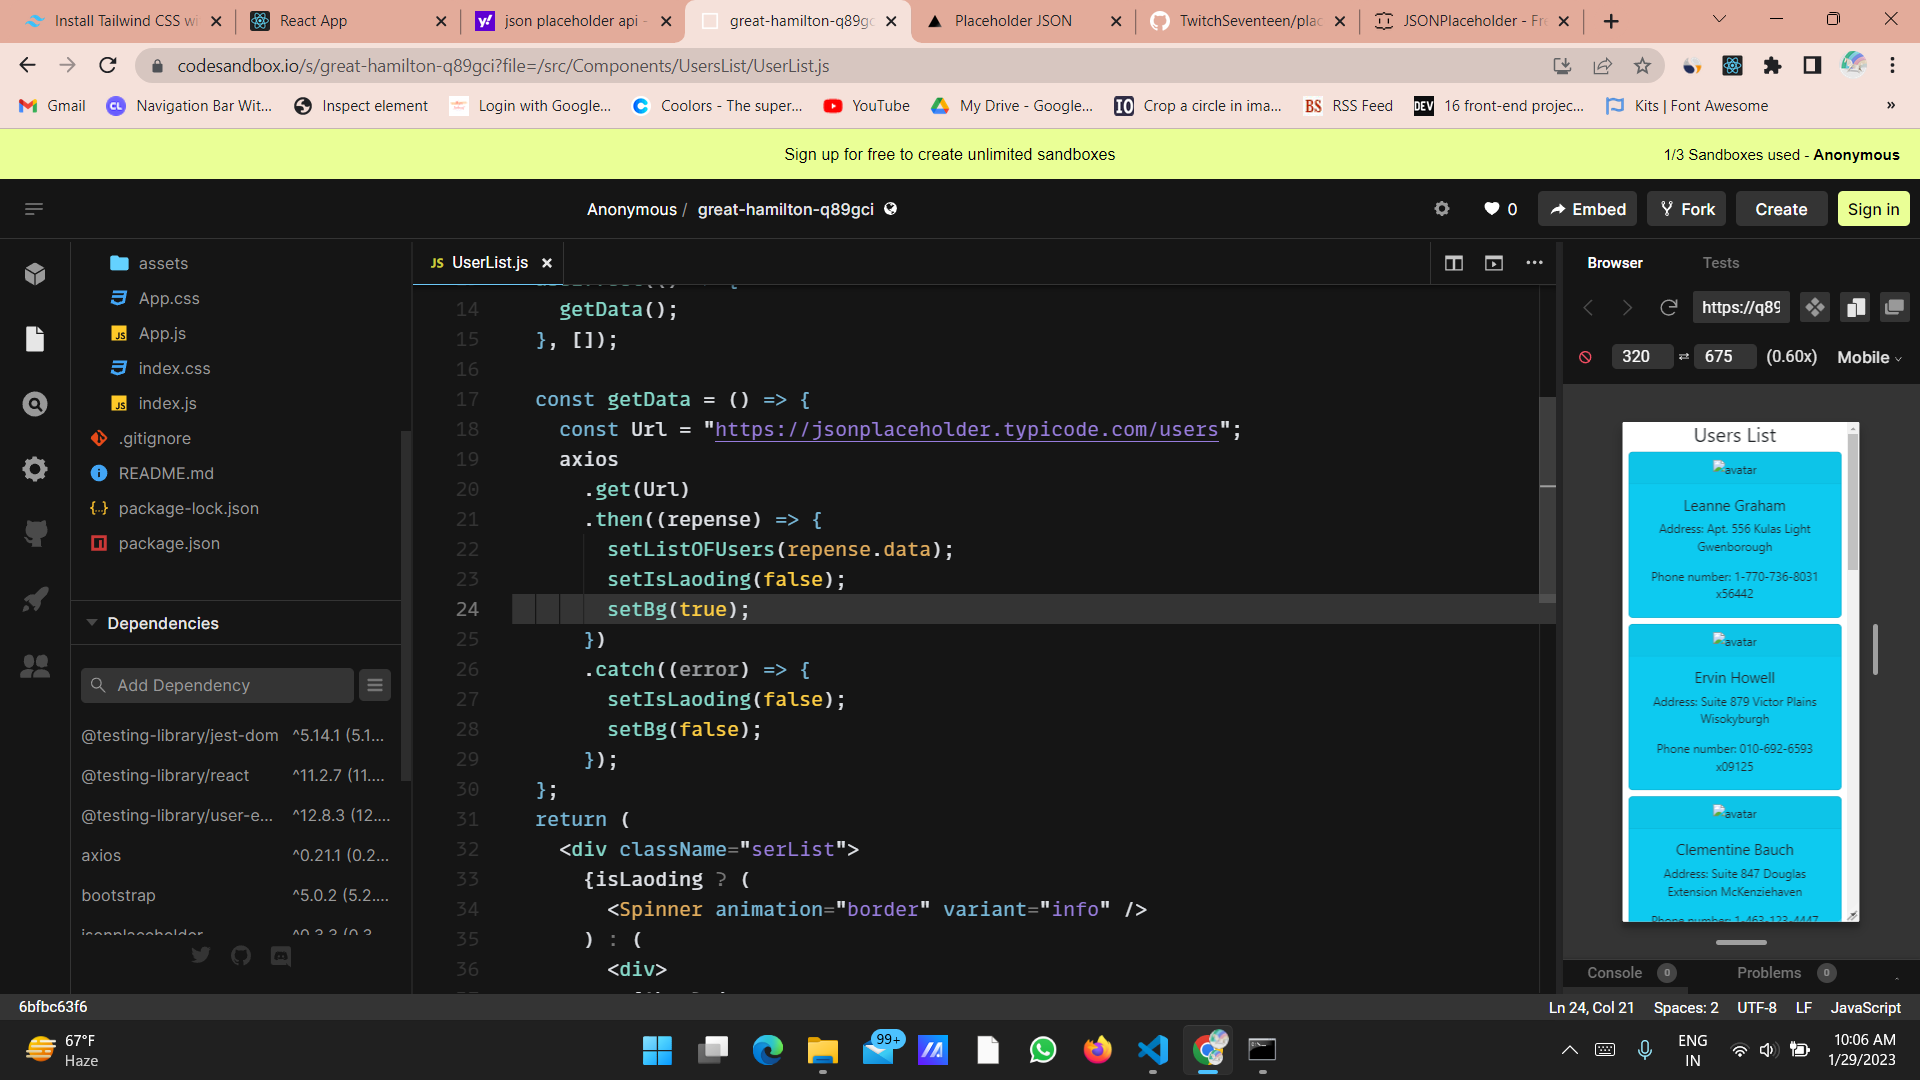 Install Tailwind CSS wi
React App
json placeholder api -
great-hamilton-q89gc
Placeholder JSON
TwitchSeventeen/plac
JSONPlaceholder - Fre
codesandbox.io/s/great-hamilton-q89gci?file=/src/Components/UsersList/UserList.js
Gmail
Navigation Bar Wit...
Inspect element
Login with Google...
Coolors - The super...
YouTube
My Drive - Google...
Crop a circle in ima...
RSS Feed
16 front-end projec...
Kits | Font Awesome
»
Sign up for free to create unlimited sandboxes
1/3 Sandboxes used - Anonymous
Anonymous / great-hamilton-q89gci
0
Embed
Fork
Create
Sign in
assets
App.css
App.js
index.css
index.js
.gitignore
README.md
package-lock.json
package.json
Dependencies
Add Dependency
@testing-library/jest-dom ^5.14.1 (5.1...
@testing-library/react ^11.2.7 (11....
@testing-library/user-e... ^12.8.3 (12....
axios ^0.21.1 (0.2...
bootstrap ^5.0.2 (5.2....
jsonplaceholder ^0.3.3 (0.3
JS UserList.js
14 getData();
15 }, []);
16
17 const getData = () => {
18 const Url = "https://jsonplaceholder.typicode.com/users";
19 axios
20 .get(Url)
21 .then((repense) => {
22 setListOFUsers(repense.data);
23 setIsLaoding(false);
24 setBg(true);
25 })
26 .catch((error) => {
27 setIsLaoding(false);
28 setBg(false);
29 });
30 };
31 return (
32 <div className="serList">
33 {isLaoding ? (
34 <Spinner animation="border" variant="info" />
35 ) : (
36 <div>
Browser
Tests
https://q89
320
675
(0.60x)
Mobile
Users List
avatar
Leanne Graham
Address: Apt. 556 Kulas Light
Gwenborough
Phone number: 1-770-736-8031
x56442
avatar
Ervin Howell
Address: Suite 879 Victor Plains
Wisokyburgh
Phone number: 010-692-6593
x09125
avatar
Clementine Bauch
Address: Suite 847 Douglas
Extension McKenziehaven
Phone number: 1-463-123-4447
Console 0
Problems 0
6bfbc63f6
Ln 24, Col 21
Spaces: 2
UTF-8
LF
JavaScript
67°F
Haze
99+
ENG
IN
10:06 AM
1/29/2023